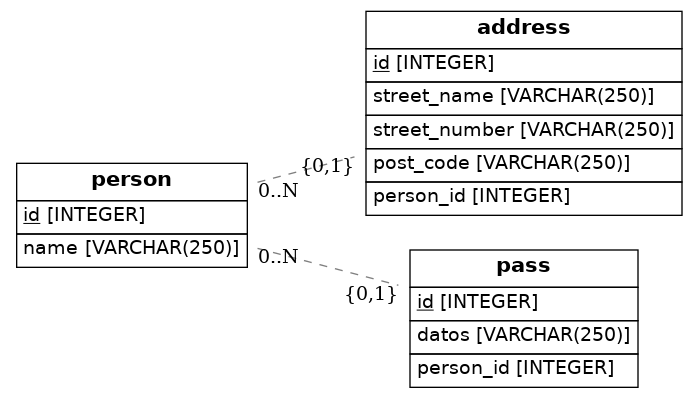 address
id [INTEGER]
street_name [VARCHAR(250)]
street_number [VARCHAR(250)]
post_code [VARCHAR(250)]
person_id [INTEGER]
person
id [INTEGER]
name [VARCHAR(250)]
{0,1}
0..N
0..N
{0,1}
pass
id [INTEGER]
datos [VARCHAR(250)]
person_id [INTEGER]